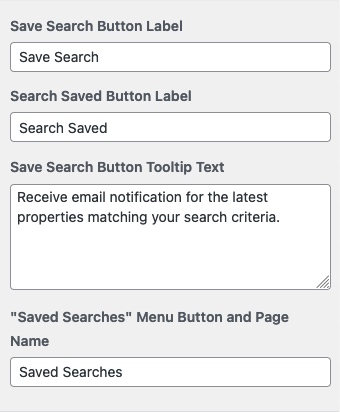 Save Search Button Label
Save Search
Search Saved Button Label
Search Saved
Save Search Button Tooltip Text
Receive email notification for the latest
properties matching your search criteria.
"Saved Searches" Menu Button and Page
Name
Saved Searches